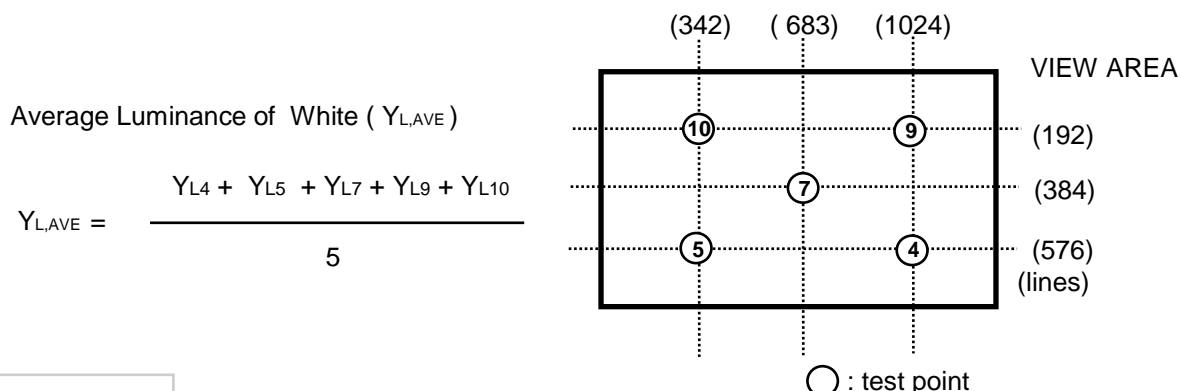 (342) ( 683) (1024)
VIEW AREA
Average Luminance of White ( YL,AVE )
10 9 (192)
YL4 + YL5 + YL7 + YL9 + YL10
7 (384)
YL,AVE =
5
5 4 (576)
(lines)
: test point